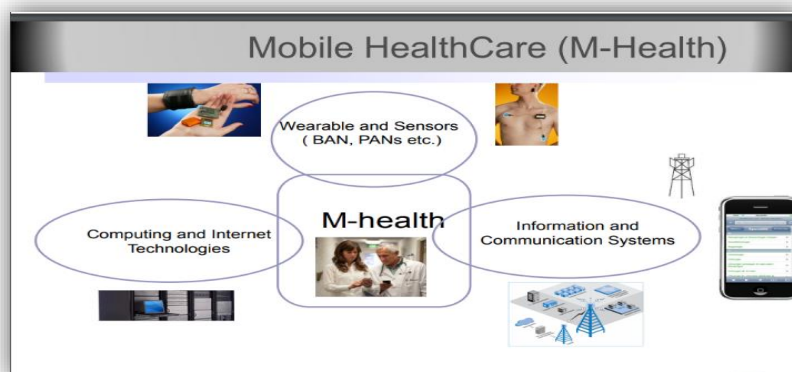 Mobile HealthCare (M-Health)
Wearable and Sensors
( BAN, PANs etc.)
M-health
Computing and Internet
Technologies
Information and
Communication Systems